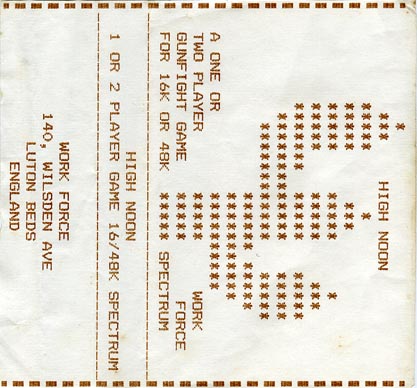 HIGH NOON
A ONE OR
TWO PLAYER WORK
GUNFIGHT GAME FORCE
FOR 16K OR 48K SPECTRUM
HIGH NOON
1 OR 2 PLAYER GAME 16/48K SPECTRUM
WORK FORCE
140, WILSDEN AVE
LUTON BEDS
ENGLAND